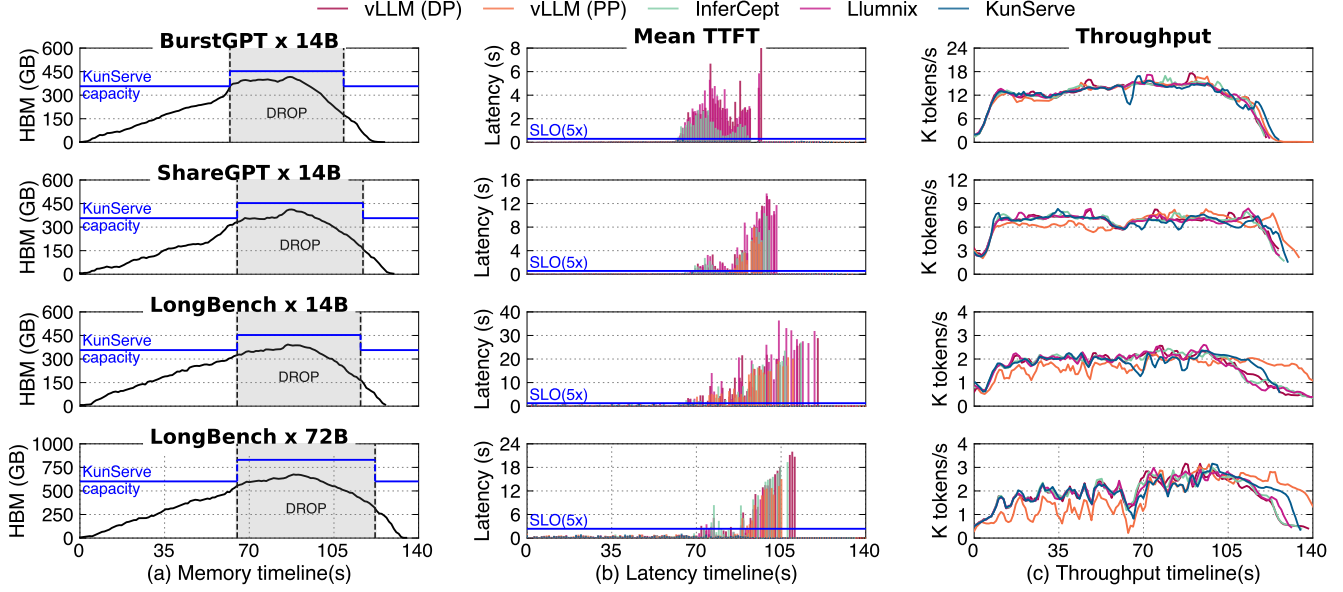 vLLM (DP) vLLM (PP) InferCept Llumnix KunServe
BurstGPT x 14B Mean TTFT Throughput
HBM (GB)
600
450
300
150
0
KunServe
capacity
DROP
Latency (s)
8
6
4
2
0
SLO(5x)
K tokens/s
24
18
12
6
0
ShareGPT x 14B
HBM (GB)
600
450
300
150
0
KunServe
capacity
DROP
Latency (s)
16
12
8
4
0
SLO(5x)
K tokens/s
12
9
6
3
0
LongBench x 14B
HBM (GB)
600
450
300
150
0
KunServe
capacity
DROP
Latency (s)
40
30
20
10
0
SLO(5x)
K tokens/s
4
3
2
1
0
LongBench x 72B
HBM (GB)
1000
750
500
250
0
KunServe
capacity
DROP
Latency (s)
24
18
12
6
0
SLO(5x)
K tokens/s
4
3
2
1
0
0 35 70 105 140
0 35 70 105 140
0 35 70 105 140
(a) Memory timeline(s) (b) Latency timeline(s) (c) Throughput timeline(s)